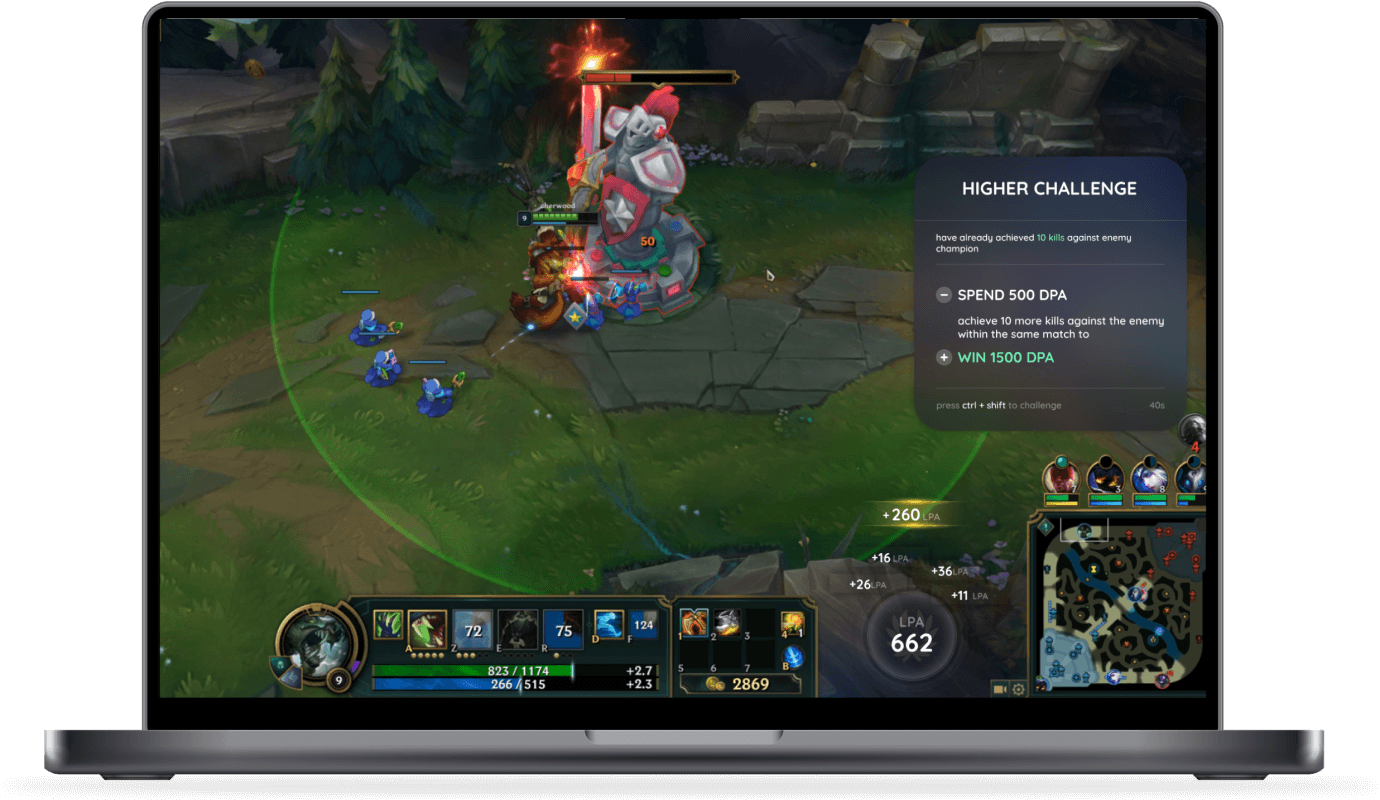 cherwood
9
50
HIGHER CHALLENGE
have already achieved 10 kills against enemy
champion
SPEND 500 DPA
achieve 10 more kills against the enemy
within the same match to
WIN 1500 DPA
press ctrl + shift to challenge 40s
4
7 3 8
+260 LPA
+16 LPA
+36 LPA
+26 LPA
+11 LPA
LPA
662
72 75 124
A Z E R D F
823 / 1174 +2.7
266 / 515 +2.3
9
1 2 3 4 1
5 6 7 B
2869